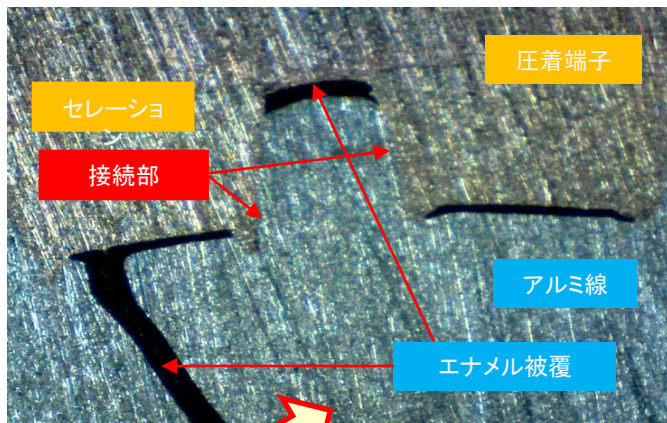 圧着端子
セレーショ
ン
接続部
アルミ線
エナメル被覆